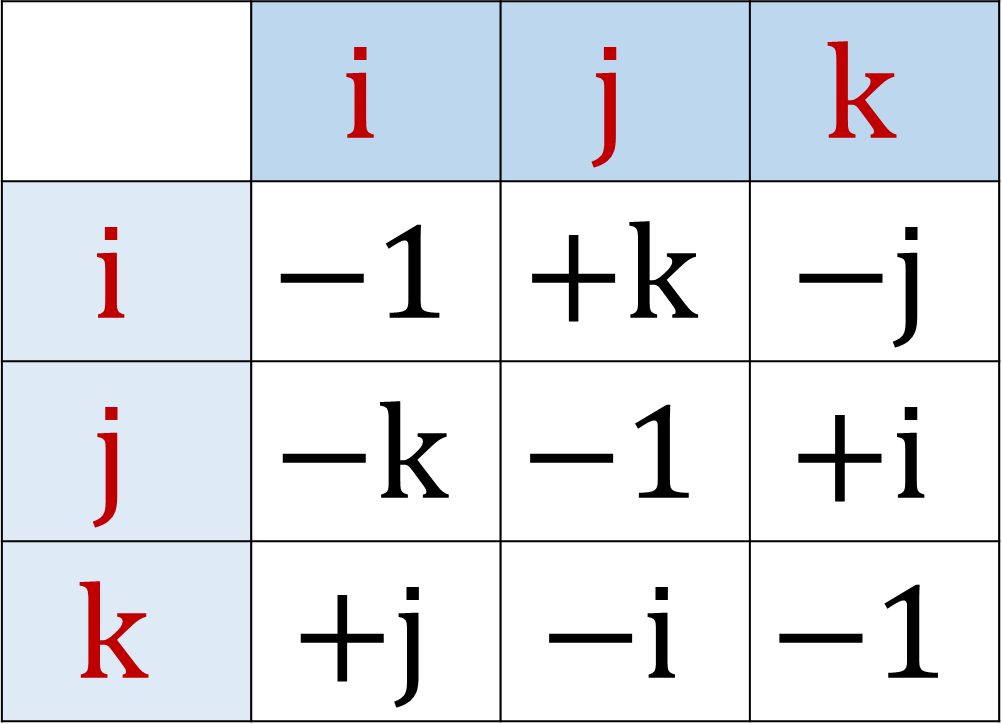 i j k
i −1 +k −j
j −k −1 +i
k +j −i −1